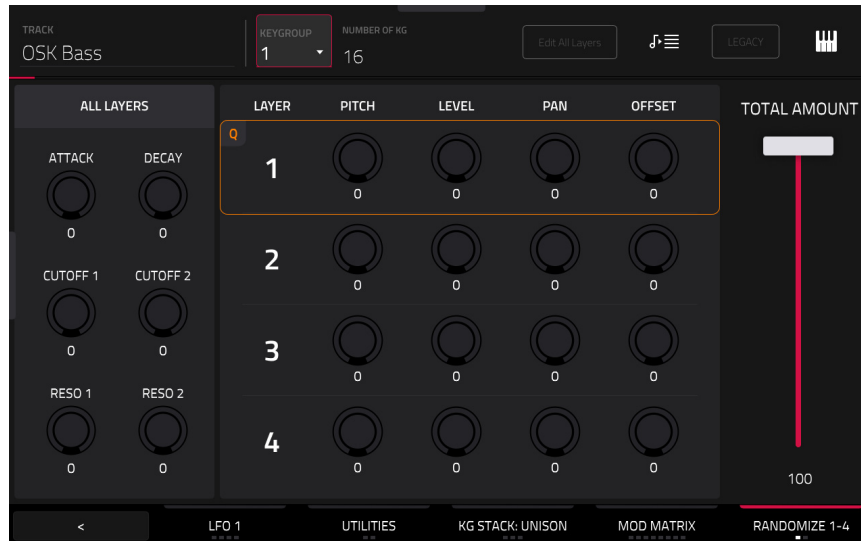 TRACK
OSK Bass
KEYGROUP
1
NUMBER OF KG
16
Edit All Layers
LEGACY
ALL LAYERS
ATTACK DECAY
0 0
CUTOFF 1 CUTOFF 2
0 0
RESO 1 RESO 2
0 0
LAYER PITCH LEVEL PAN OFFSET
Q
1
0 0 0 0
2
0 0 0 0
3
0 0 0 0
4
0 0 0 0
TOTAL AMOUNT
100
< LFO 1 UTILITIES KG STACK: UNISON MOD MATRIX RANDOMIZE 1-4